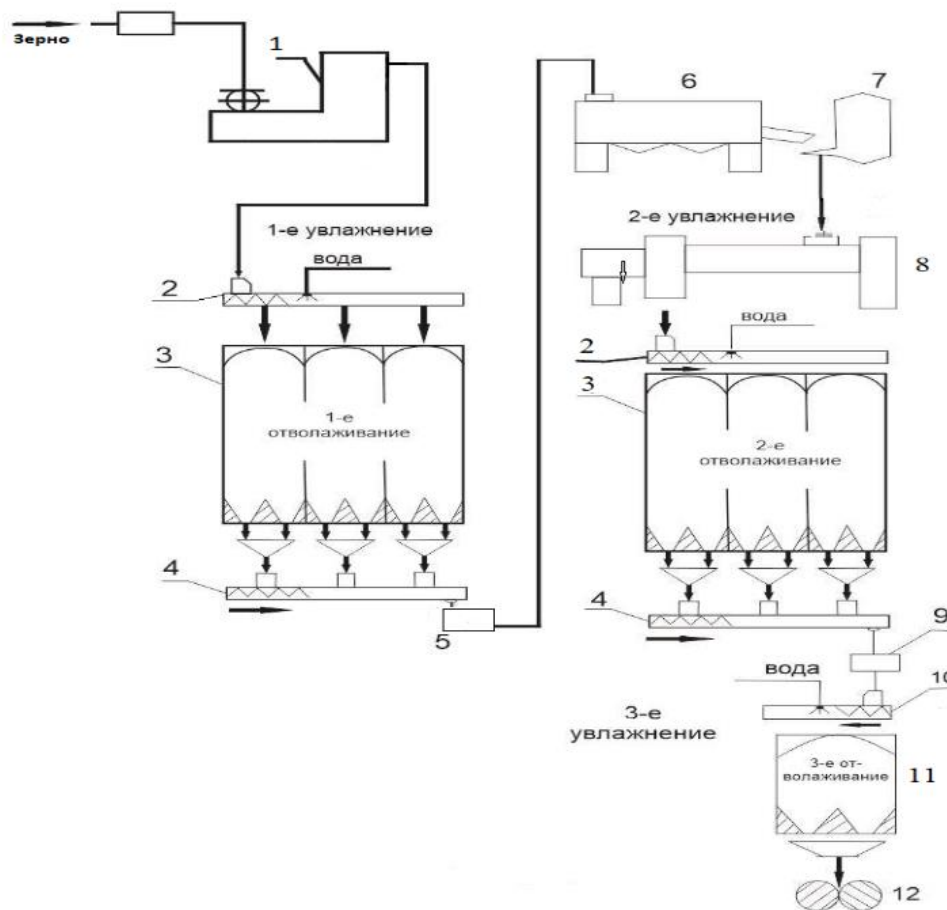 Зерно
1
1-е увлажнение
вода
2
3
1-е
отволаживание
4
5
6
7
2-е увлажнение
8
вода
2
3
2-е
отволаживание
4
9
вода
10
3-е
увлажнение
3-е от-
волаживание
11
12